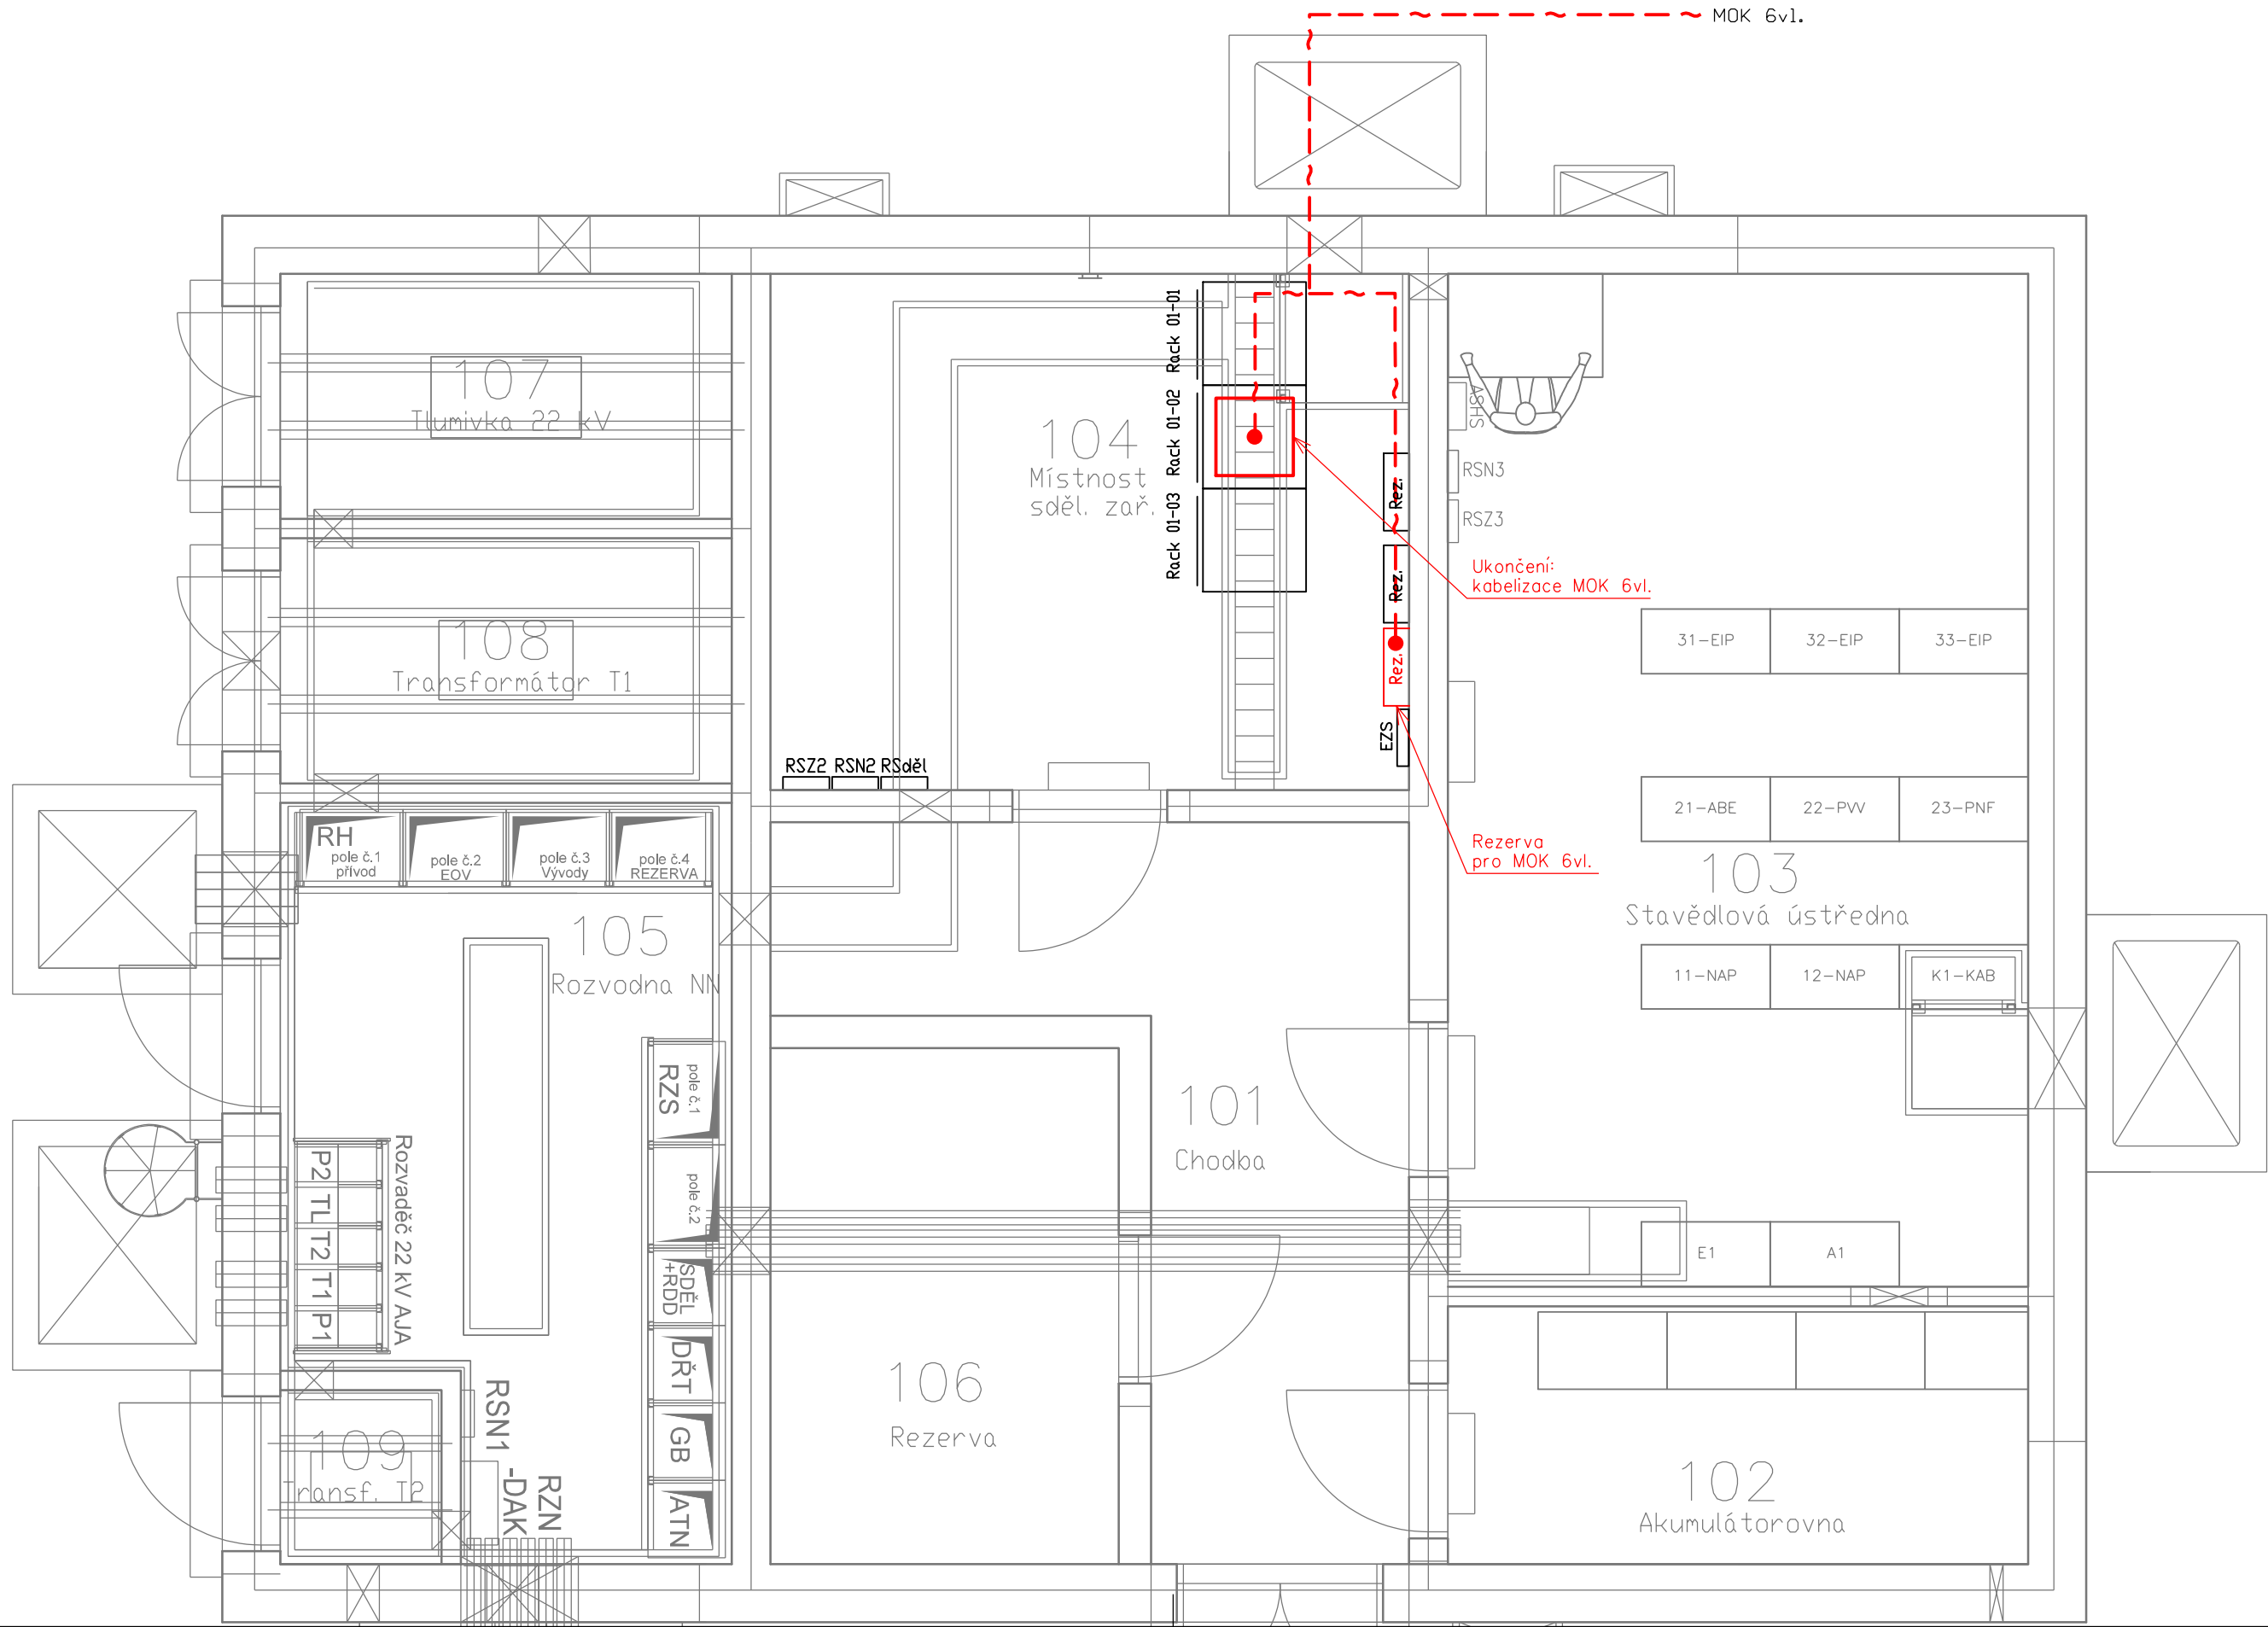 MOK 6vl.
107
Tlumivka 22 kV
108
Transformátor T1
104
Místnost
sděl. zař.
Rack 01-01
Rack 01-02
Rack 01-03
Rez.
Rez.
Rez.
EZS
ASHS
RSN3
RSZ3
Ukončení:
kabelizace MOK 6vl.
31-EIP 32-EIP 33-EIP
RSZ2 RSN2 RSděl
21-ABE 22-PVV 23-PNF
Rezerva
pro MOK 6vl.
103
Stavědlová ústředna
11-NAP 12-NAP K1-KAB
E1 A1
RH
pole č.1
přívod
pole č.2
EOV
pole č.3
Vývody
pole č.4
REZERVA
105
Rozvodna NN
pole č.1
RZS
pole č.2
SDĚL
+RDD
DŘT
GB
ATN
P2 TL T2 T1 P1
Rozvaděč 22 kV AJA
RSN1
RZN
-DAK
109
Transf. T2
101
Chodba
106
Rezerva
102
Akumulátorovna